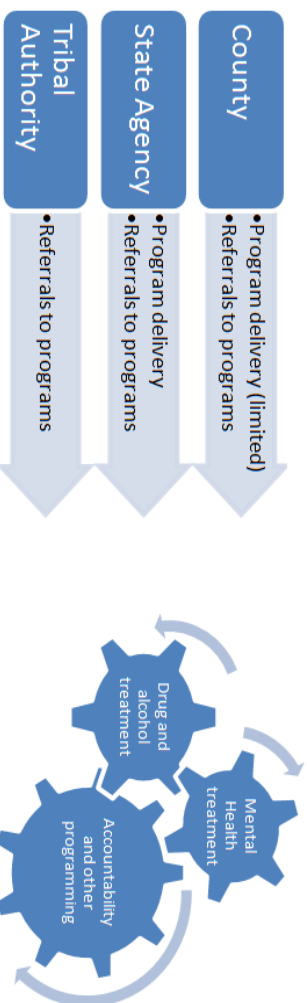 County
•Program delivery (limited)
•Referrals to programs
State Agency
•Program delivery
•Referrals to programs
Tribal
Authority
•Referrals to programs
Mental
Health
treatment
Drug and
alcohol
treatment
Accountability
and other
programming